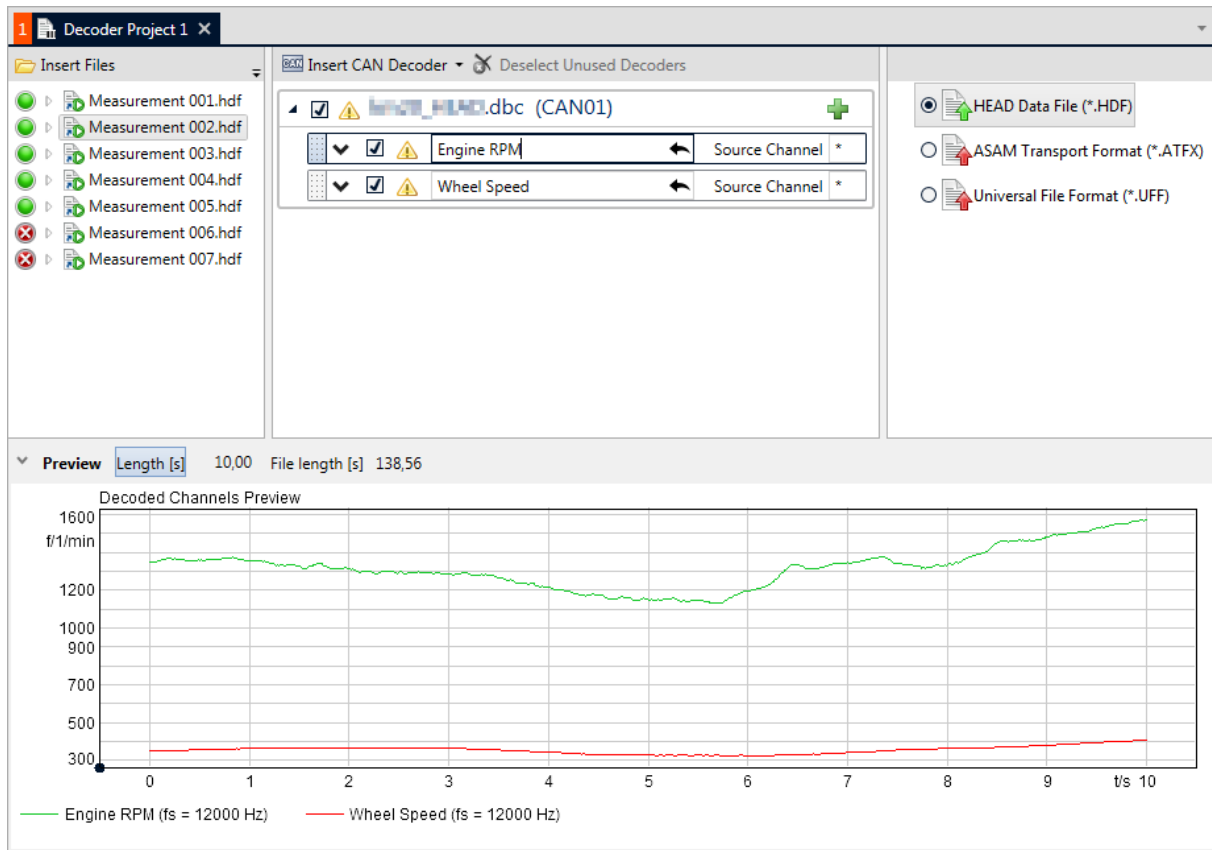 1 Decoder Project 1
Insert Files
Measurement 001.hdf
Measurement 002.hdf
Measurement 003.hdf
Measurement 004.hdf
Measurement 005.hdf
Measurement 006.hdf
Measurement 007.hdf
CAN Insert CAN Decoder Deselect Unused Decoders
.dbc (CAN01)
Engine RPM Source Channel *
Wheel Speed Source Channel *
HEAD Data File (*.HDF)
ASAM Transport Format (*.ATFX)
Universal File Format (*.UFF)
Preview Length [s] 10,00 File length [s] 138,56
Decoded Channels Preview
1600
f/1/min
1200
1000
900
700
500
300
0 1 2 3 4 5 6 7 8 9 t/s 10
Engine RPM (fs = 12000 Hz) Wheel Speed (fs = 12000 Hz)